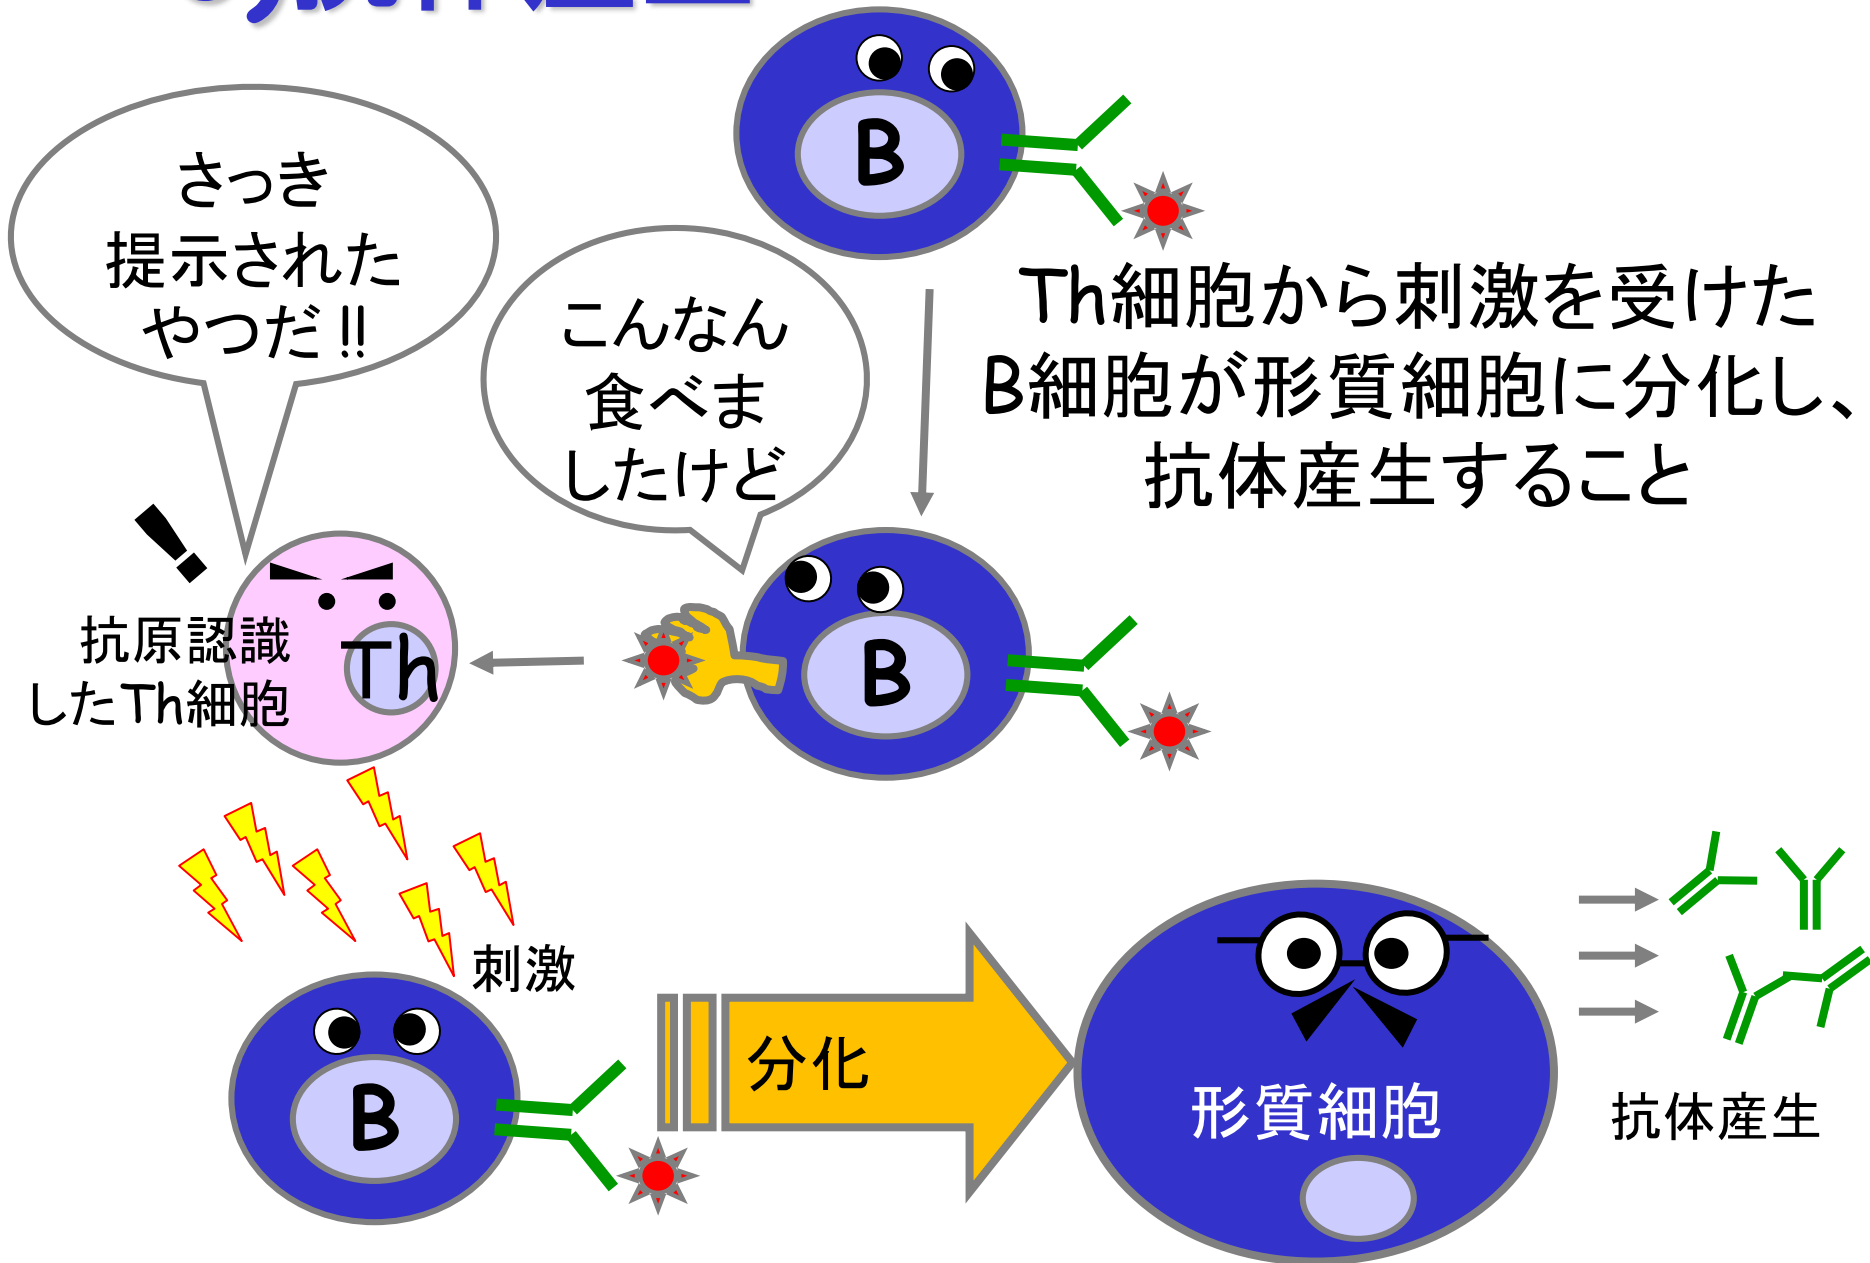 抗体産生
B
さっき
提示された
やつだ!!
こんなん
食べま
したけど
Th細胞から刺激を受けた
B細胞が形質細胞に分化し、
抗体産生すること
!
抗原認識
したTh細胞
Th
B
刺激
B
分化
形質細胞
抗体産生